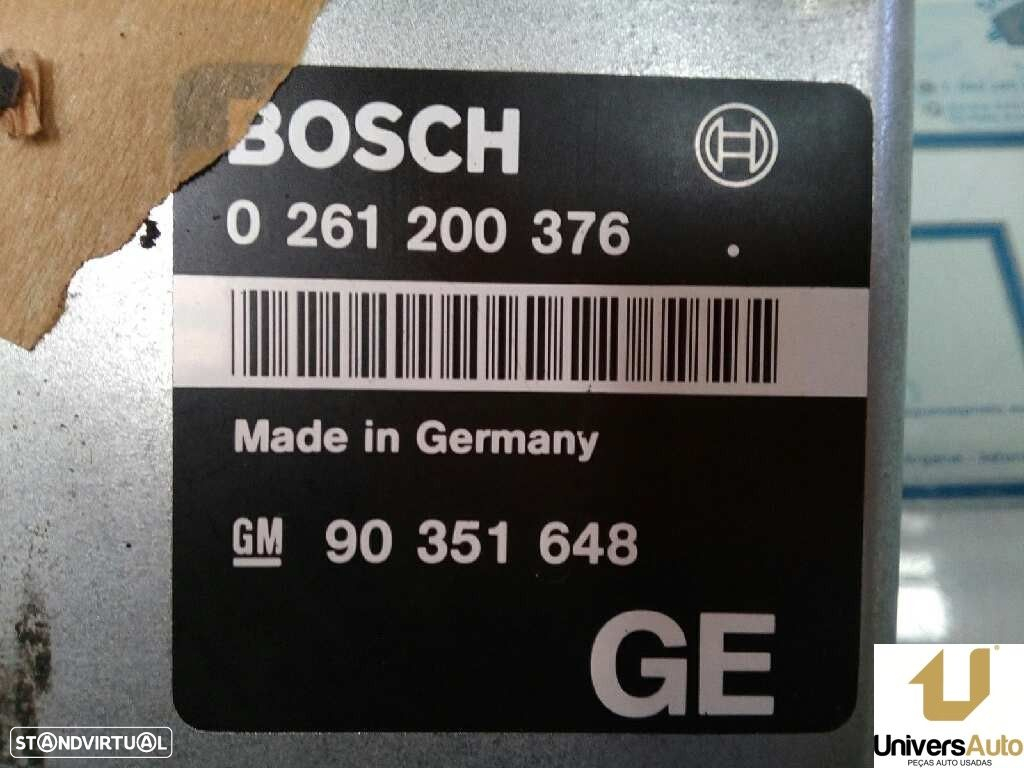 BOSCH
0 261 200 376
Made in Germany
GM 90 351 648
GE
STANDVIRTUAL
UniversAuto
PEÇAS AUTO USADAS